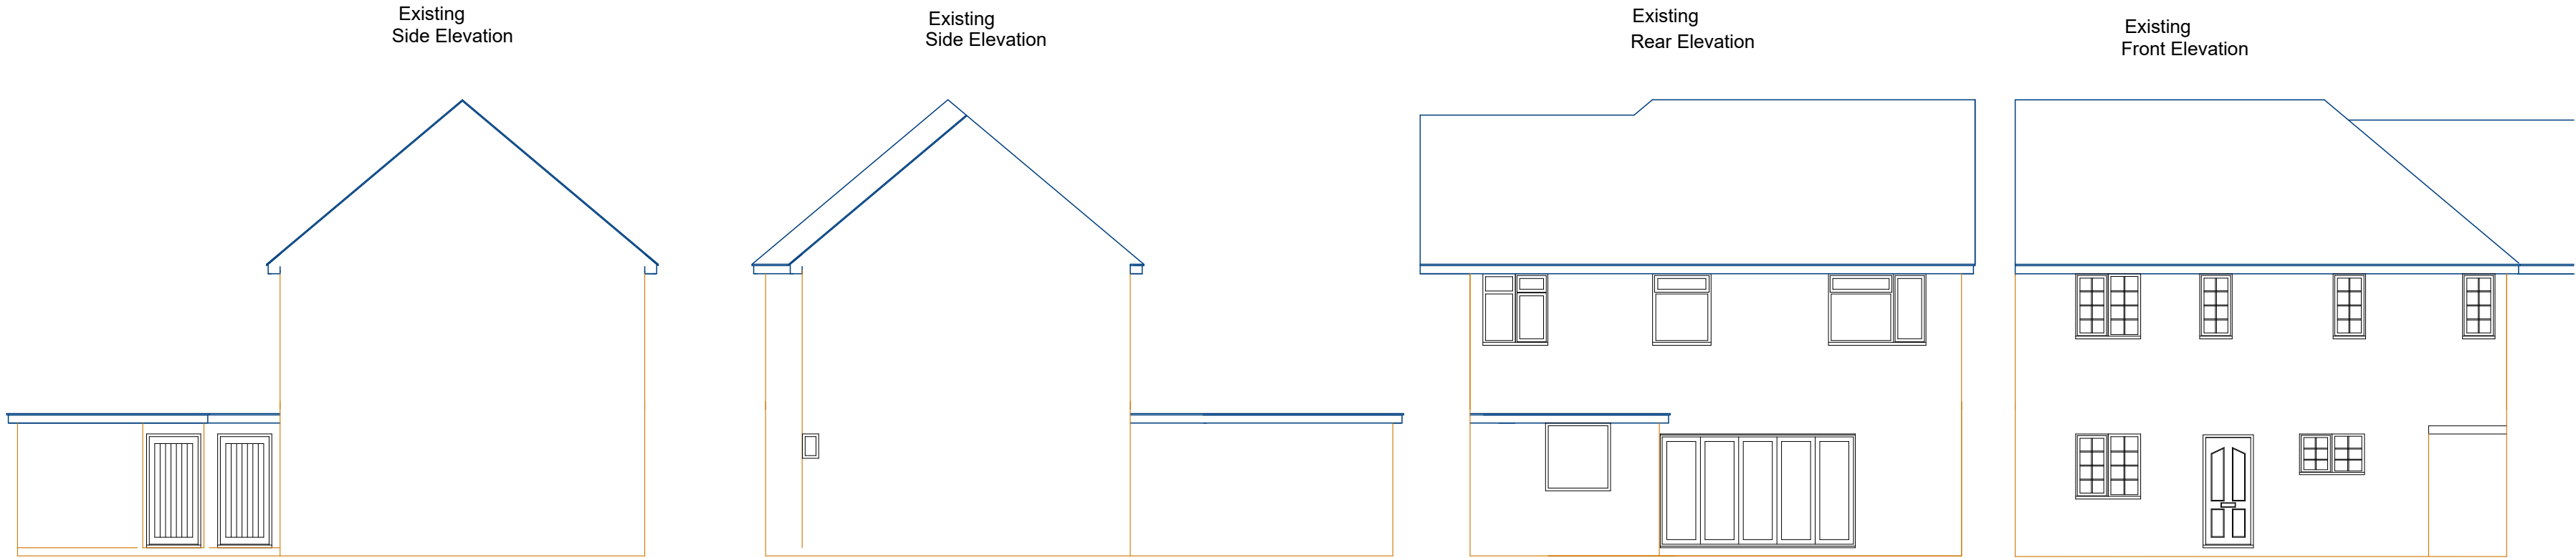 Existing
Side Elevation
Existing
Side Elevation
Existing
Rear Elevation
Existing
Front Elevation